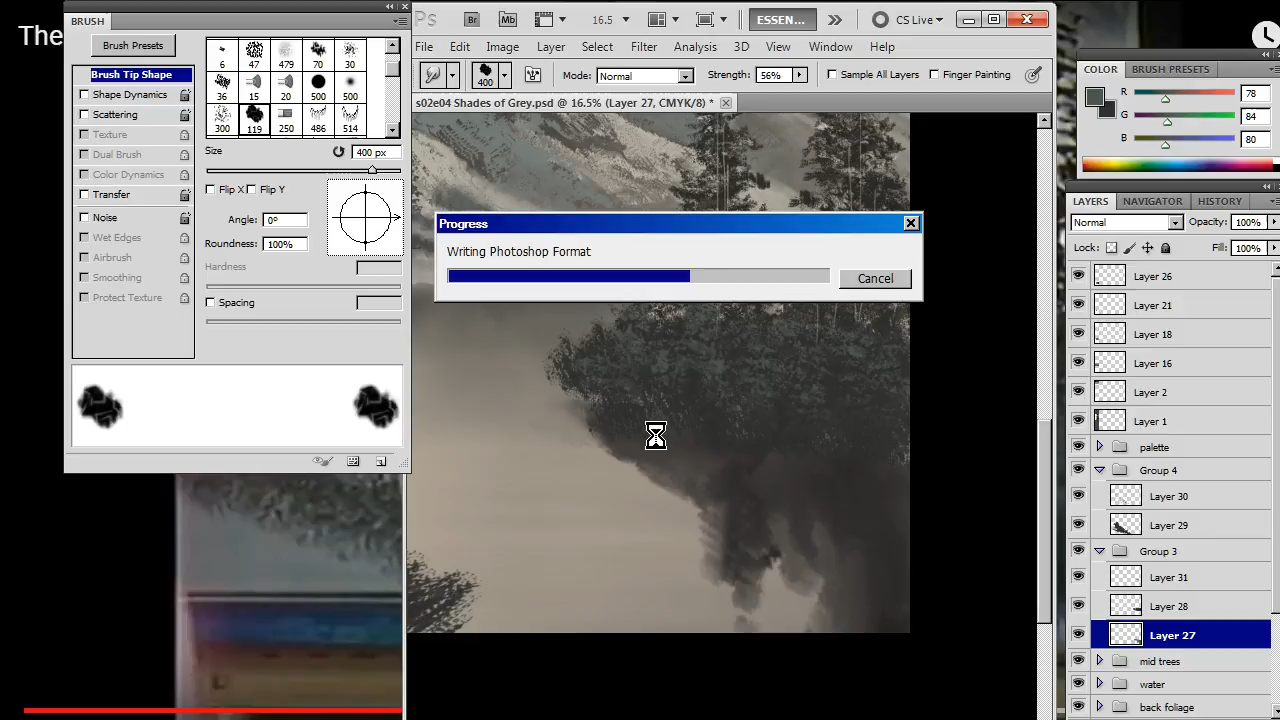 The
BRUSH
Brush Presets
Brush Tip Shape
Shape Dynamics
Scattering
Texture
Dual Brush
Color Dynamics
Transfer
Noise
Wet Edges
Airbrush
Smoothing
Protect Texture
6 47 479 70 30
36 15 20 500 500
300 119 250 486 514
Size 400 px
Flip X Flip Y
Angle: 0º
Roundness: 100%
Hardness
Spacing
Ps Br Mb 16.5 ESSEN... CS Live
File Edit Image Layer Select Filter Analysis 3D View Window Help
400 Mode: Normal Strength: 56% Sample All Layers Finger Painting
s02e04 Shades of Grey.psd @ 16.5% (Layer 27, CMYK/8) *
Progress
Writing Photoshop Format
Cancel
COLOR BRUSH PRESETS
R 78
G 84
B 80
LAYERS NAVIGATOR HISTORY
Normal Opacity: 100%
Lock: Fill: 100%
Layer 26
Layer 21
Layer 18
Layer 16
Layer 2
Layer 1
palette
Group 4
Layer 30
Layer 29
Group 3
Layer 31
Layer 28
Layer 27
mid trees
water
back foliage